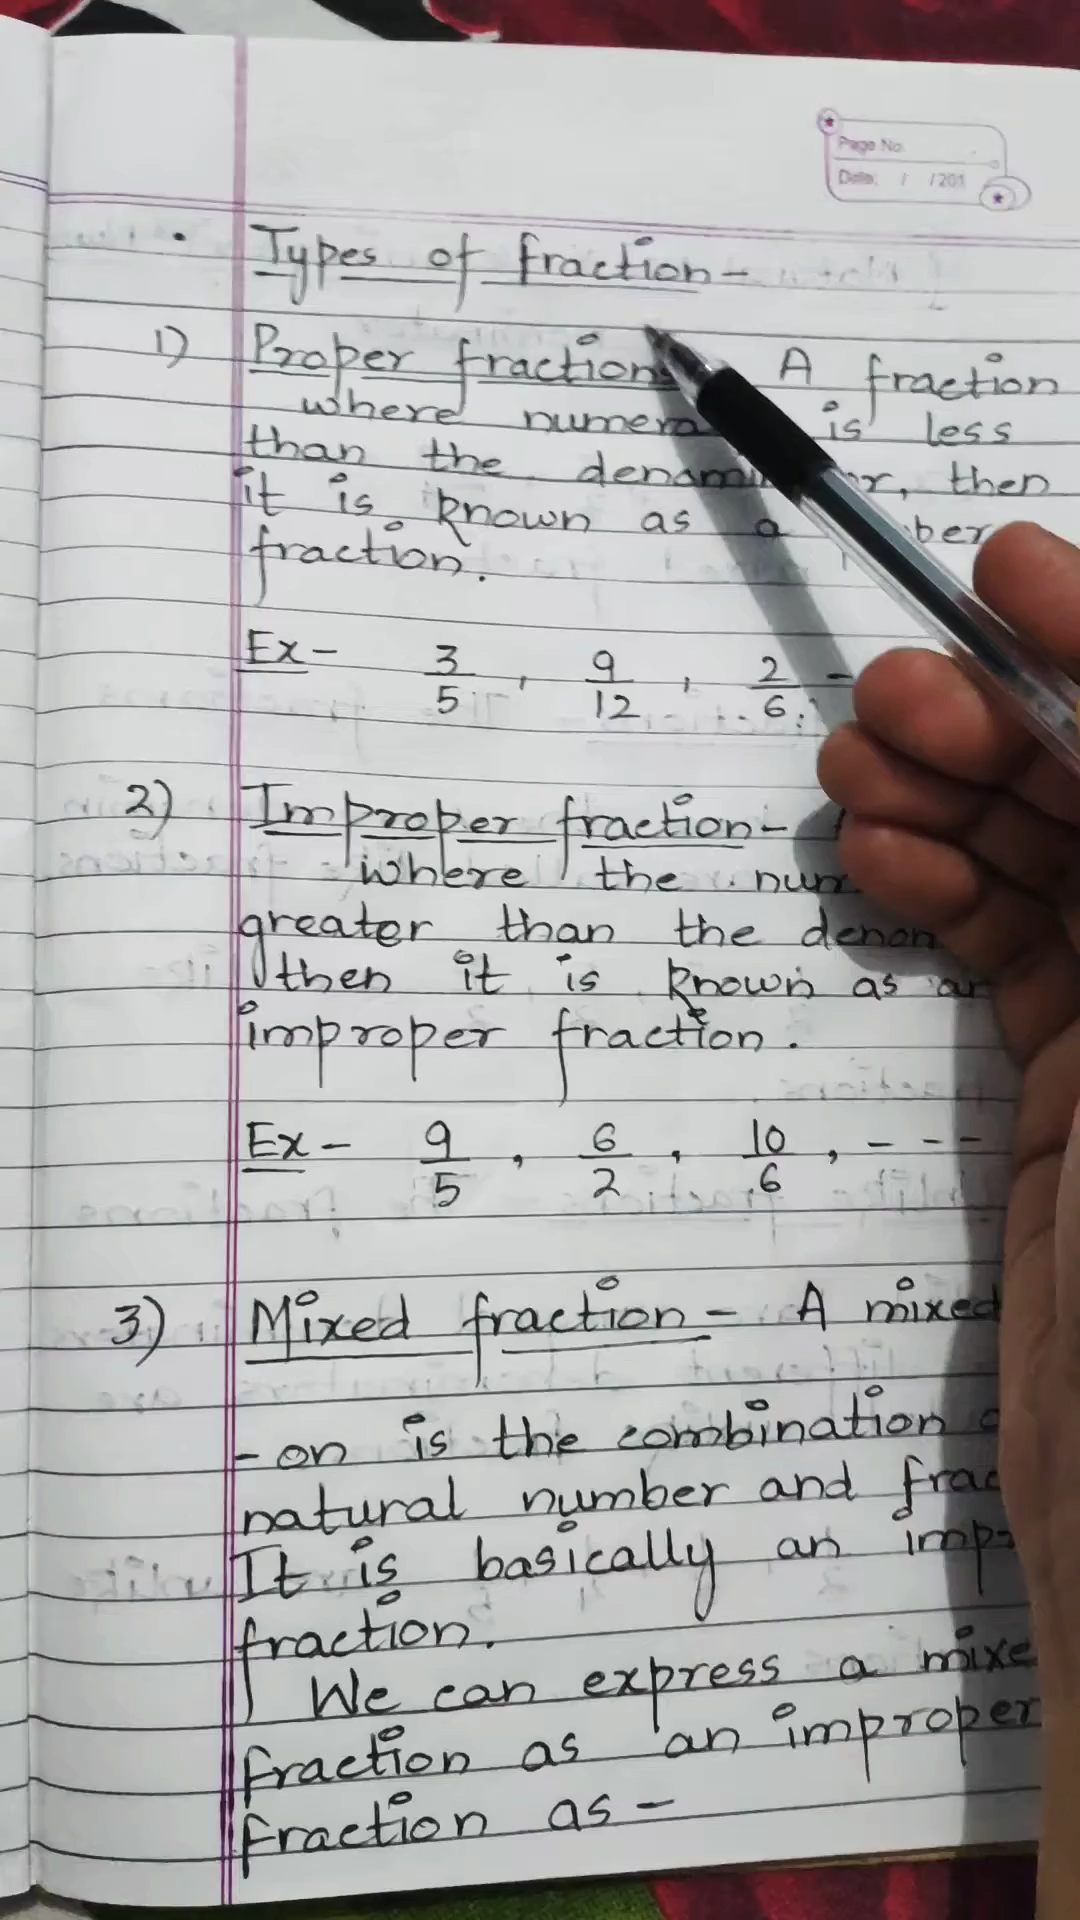 Page No.
Date: / /201
• Types of fraction-
1) Proper fraction A fraction
where is less
than the then
it is known as a
fraction.
Ex- 3/5, 9/12, 2/6 -
2) Improper fraction-
where the
greater than the
then it is known as an
improper fraction.
Ex- 9/5, 6/2, 10/6, ---
3) Mixed fraction- A mixed
-on is the combination
natural number and
It is basically an
fraction.
We can express a
fraction as an improper
fraction as-